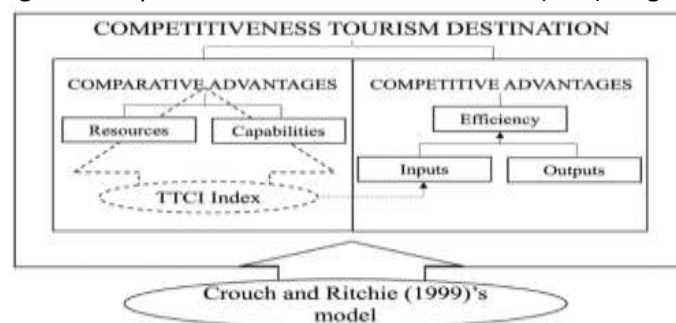 COMPETITIVENESS TOURISM DESTINATION
COMPARATIVE ADVANTAGES
COMPETITIVE ADVANTAGES
Resources
Capabilities
Efficiency
Inputs
Outputs
TTCI Index
Crouch and Ritchie (1999)'s
model